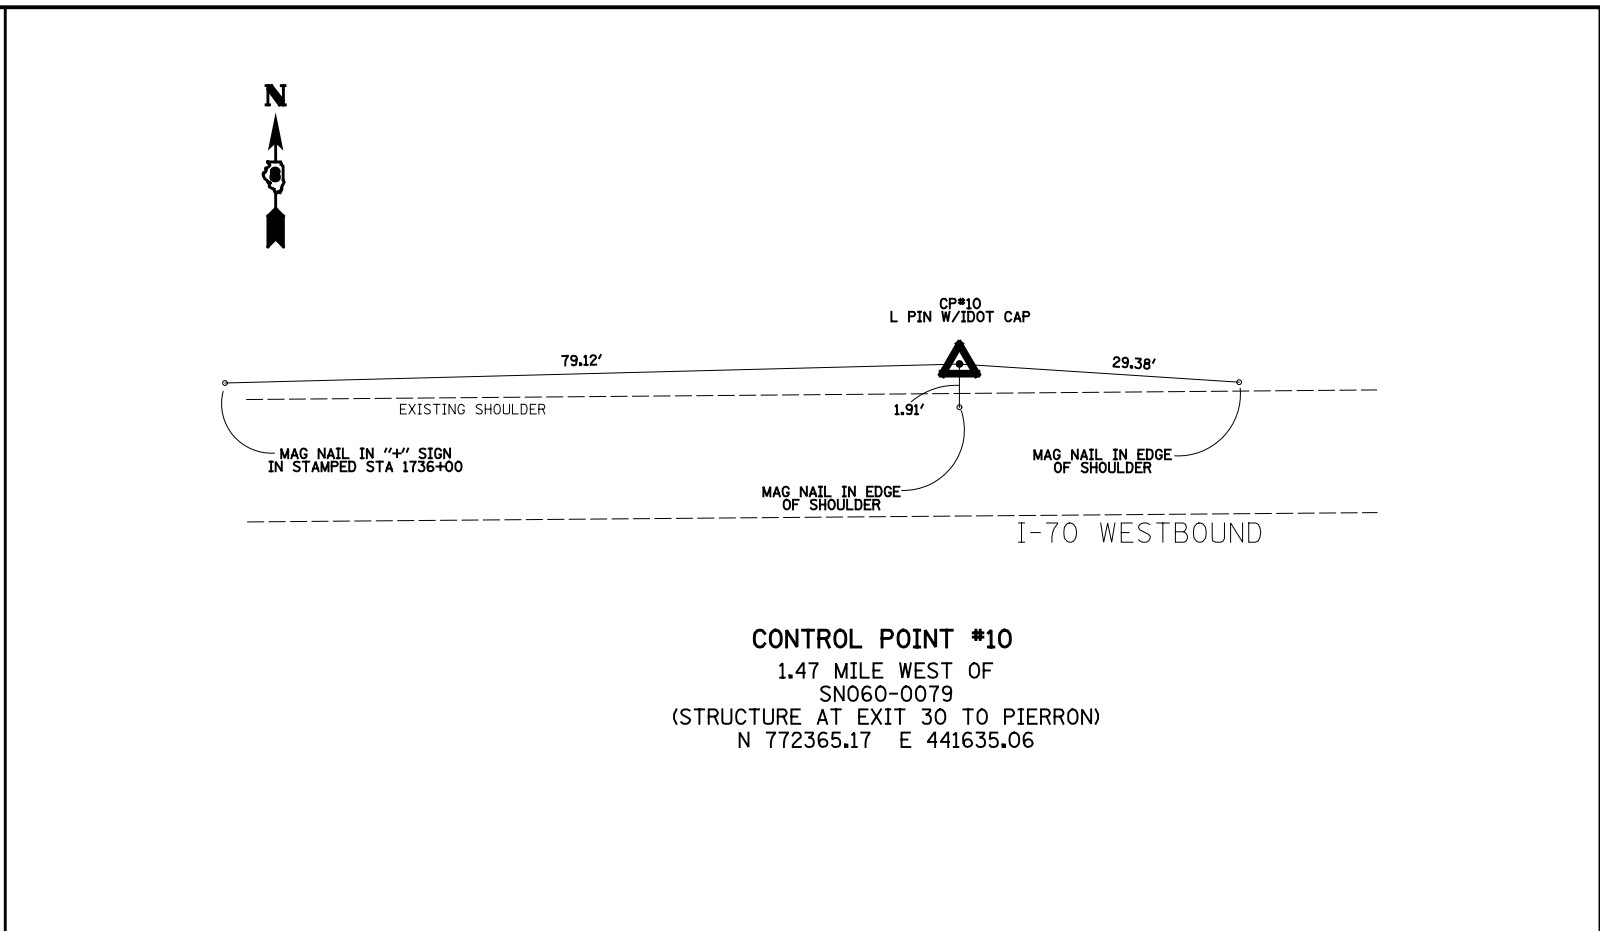 N
CP#10
L PIN W/IDOT CAP
79.12'
29.38'
EXISTING SHOULDER
1.91'
MAG NAIL IN "+" SIGN
IN STAMPED STA 1736+00
MAG NAIL IN EDGE
OF SHOULDER
MAG NAIL IN EDGE
OF SHOULDER
I-70 WESTBOUND
CONTROL POINT #10
1.47 MILE WEST OF
SN060-0079
(STRUCTURE AT EXIT 30 TO PIERRON)
N 772365.17 E 441635.06